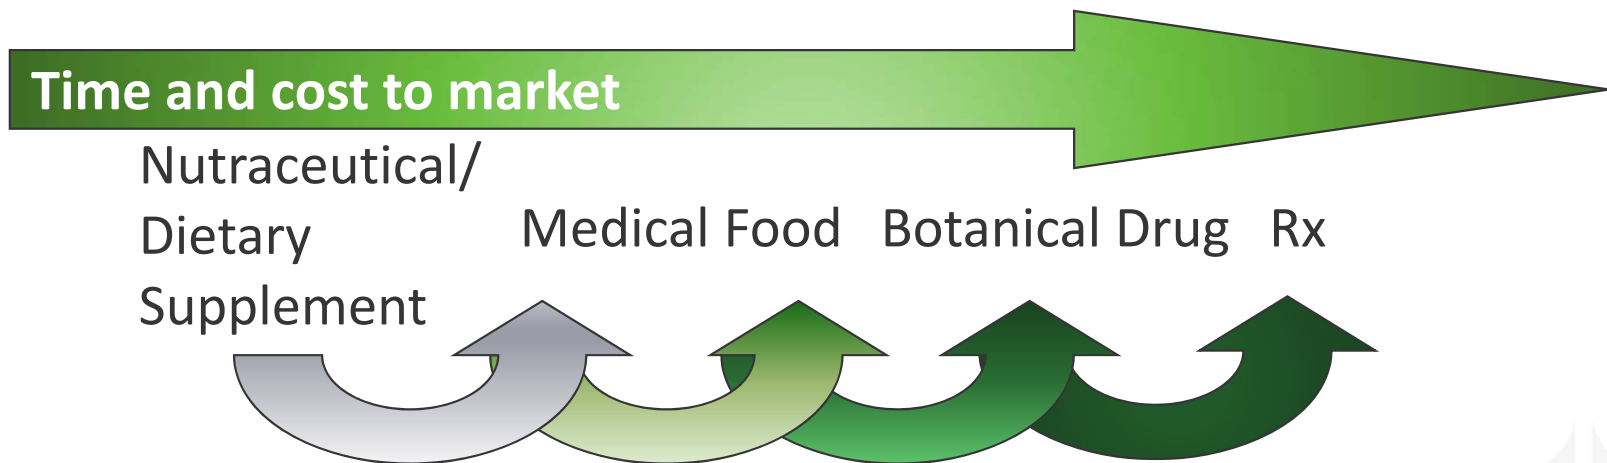 Time and cost to market
Nutraceutical/
Dietary
Supplement
Medical Food
Botanical Drug
Rx